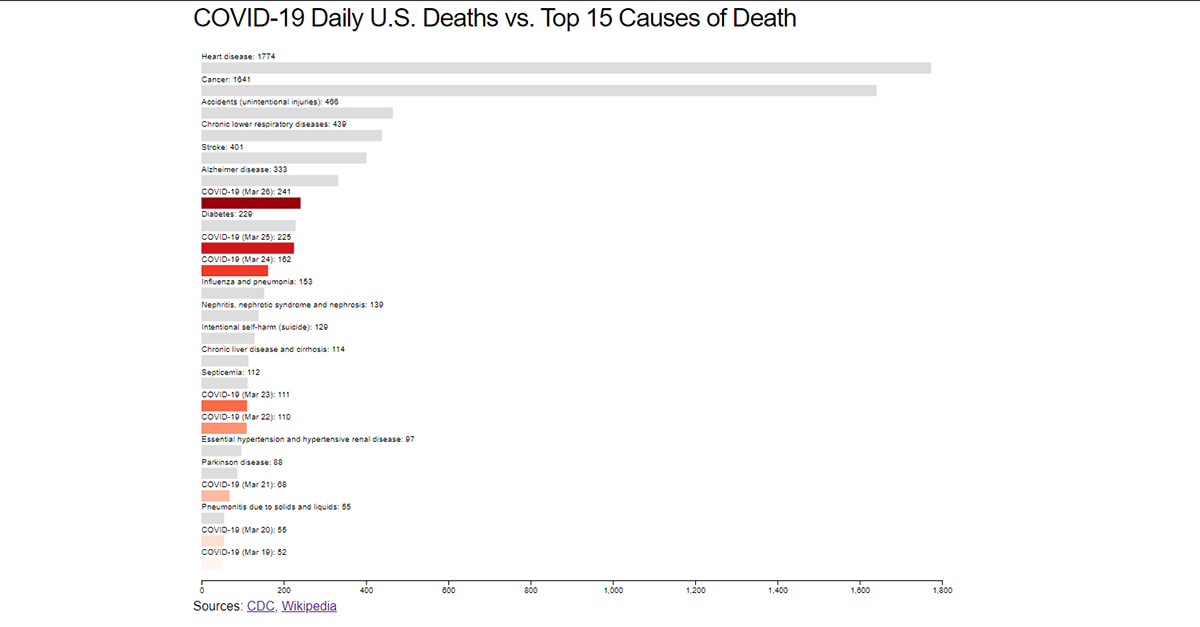 COVID-19 Daily U.S. Deaths vs. Top 15 Causes of Death
Heart disease: 1774
Cancer: 1641
Accidents (unintentional injuries): 466
Chronic lower respiratory diseases: 439
Stroke: 401
Alzheimer disease: 333
COVID-19 (Mar 26): 241
Diabetes: 229
COVID-19 (Mar 25): 225
COVID-19 (Mar 24): 162
Influenza and pneumonia: 153
Nephritis, nephrotic syndrome and nephrosis: 139
Intentional self-harm (suicide): 129
Chronic liver disease and cirrhosis: 114
Septicemia: 112
COVID-19 (Mar 23): 111
COVID-19 (Mar 22): 110
Essential hypertension and hypertensive renal disease: 97
Parkinson disease: 88
COVID-19 (Mar 21): 68
Pneumonitis due to solids and liquids: 55
COVID-19 (Mar 20): 55
COVID-19 (Mar 19): 52
0 200 400 600 800 1,000 1,200 1,400 1,600 1,800
Sources: CDC, Wikipedia